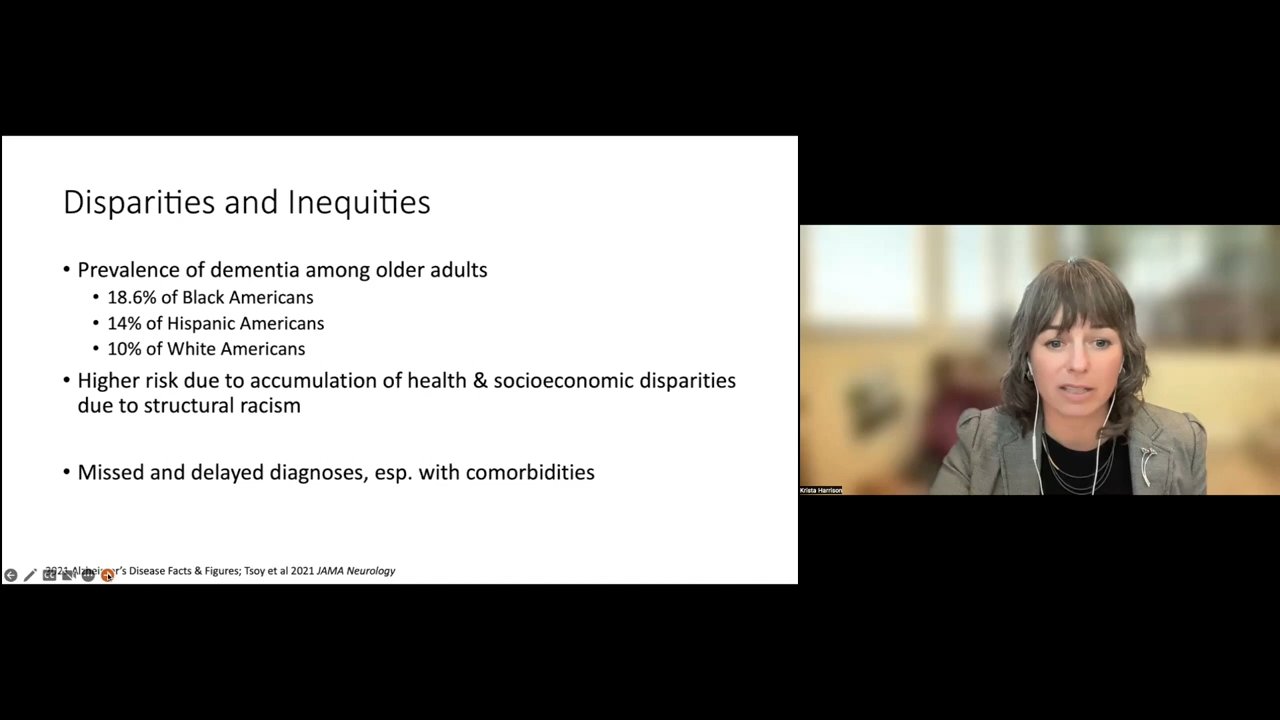 Disparities and Inequities
• Prevalence of dementia among older adults
• 18.6% of Black Americans
• 14% of Hispanic Americans
• 10% of White Americans
• Higher risk due to accumulation of health & socioeconomic disparities
due to structural racism
• Missed and delayed diagnoses, esp. with comorbidities
2021 Alzheimer's Disease Facts & Figures; Tsoy et al 2021 JAMA Neurology
Krista Harrison